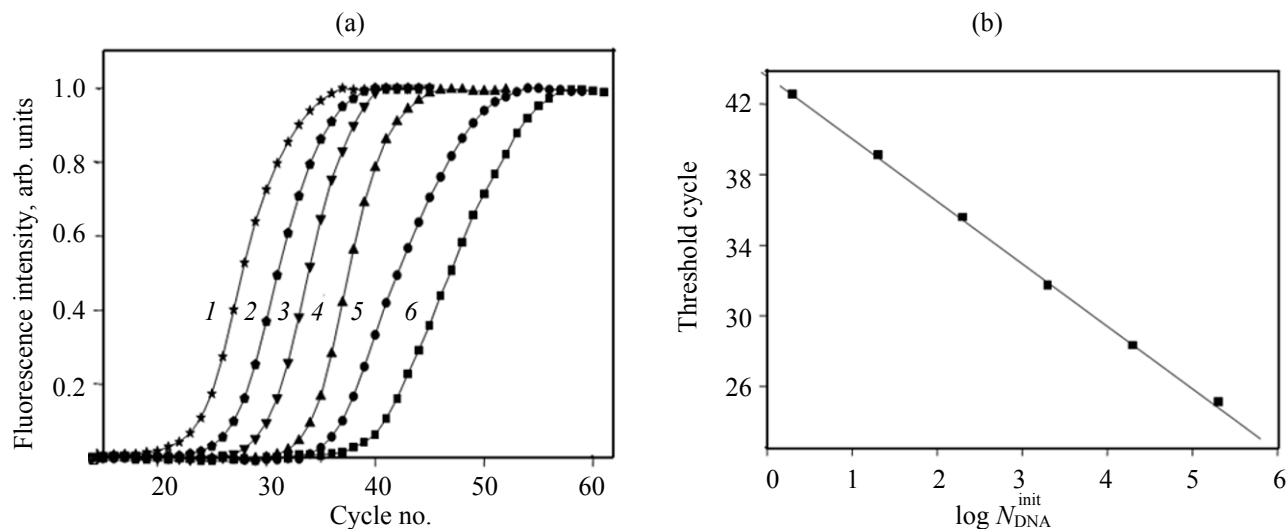 (a)
Fluorescence intensity, arb. units
1.0
0.8
0.6
0.4
0.2
1 2 3 4 5 6
20 30 40 50 60
Cycle no.
(b)
Threshold cycle
42
38
34
30
26
0 1 2 3 4 5 6
log N_DNA^init